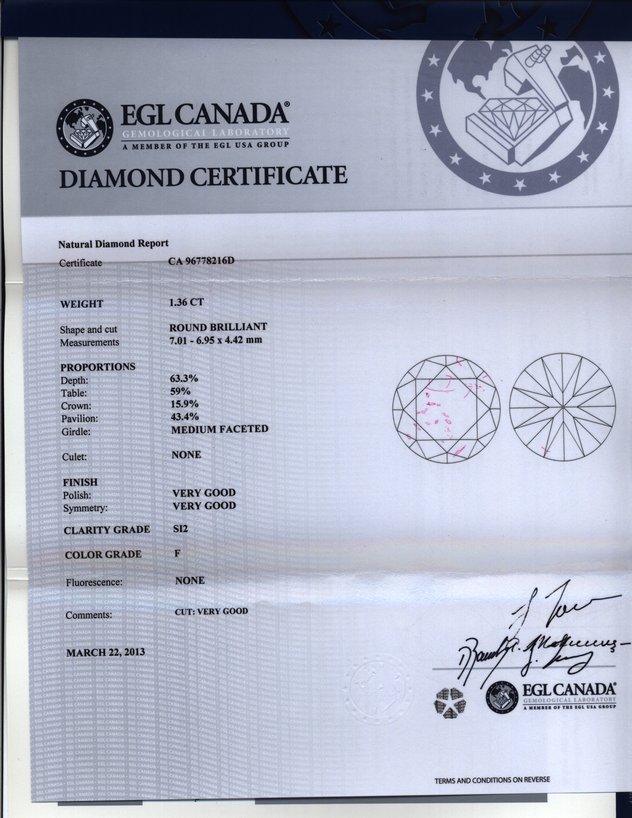 EGL CANADA®
GEMOLOGICAL LABORATORY
A MEMBER OF THE EGL USA GROUP
DIAMOND CERTIFICATE
Natural Diamond Report
Certificate CA 96778216D
WEIGHT 1.36 CT
Shape and cut ROUND BRILLIANT
Measurements 7.01 - 6.95 x 4.42 mm
PROPORTIONS
Depth: 63.3%
Table: 59%
Crown: 15.9%
Pavilion: 43.4%
Girdle: MEDIUM FACETED
Culet: NONE
FINISH
Polish: VERY GOOD
Symmetry: VERY GOOD
CLARITY GRADE SI2
COLOR GRADE F
Fluorescence: NONE
Comments: CUT: VERY GOOD
MARCH 22, 2013
EGL CANADA®
GEMOLOGICAL LABORATORY
A MEMBER OF THE EGL USA GROUP
TERMS AND CONDITIONS ON REVERSE